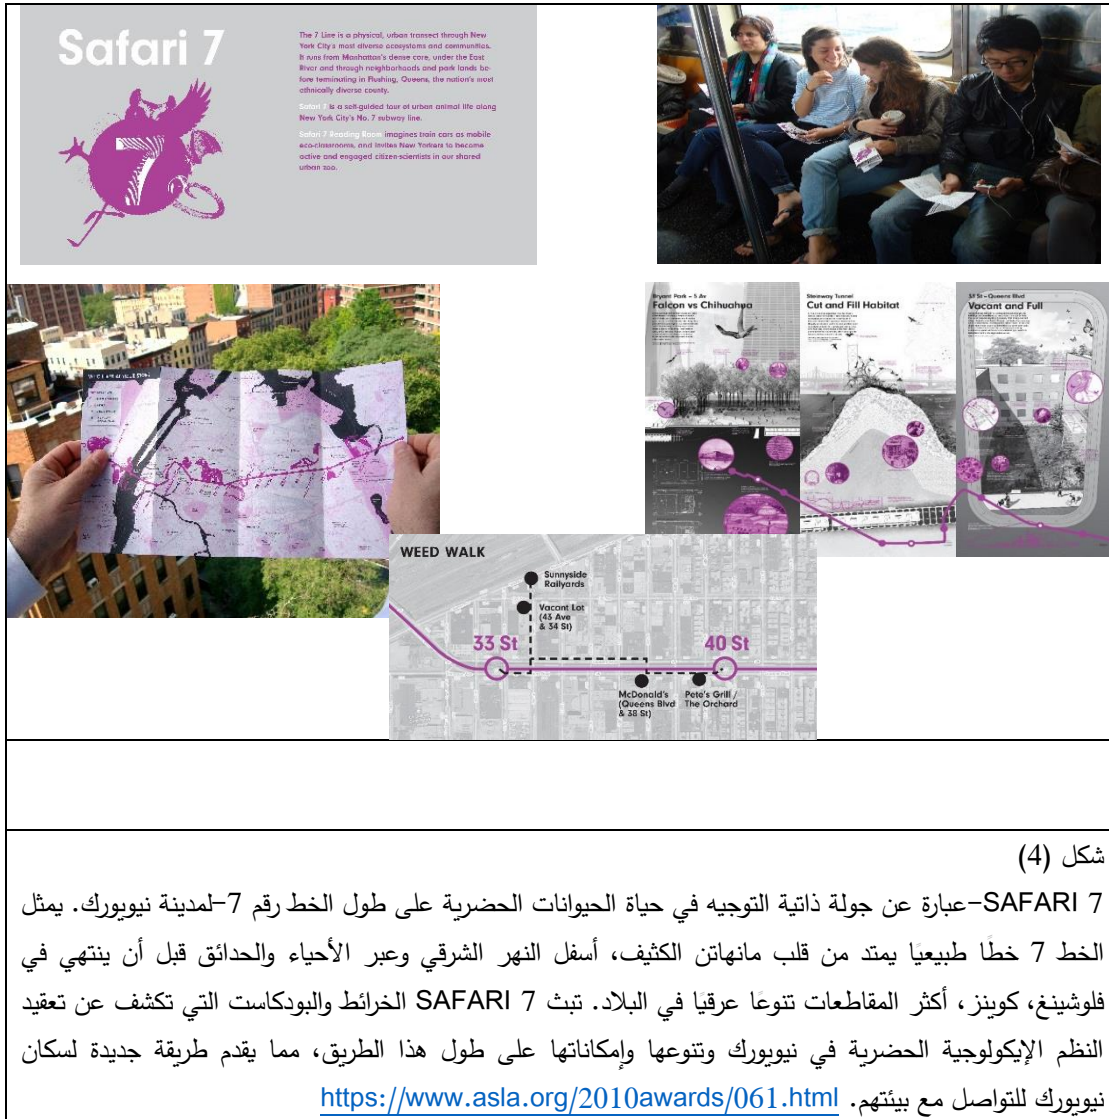 Safari 7
The 7 Line is a physical, urban transect through New
York City's most diverse ecosystems and communities.
It runs from Manhattan's dense core, under the East
River and through neighborhoods and park lands be-
fore terminating in Flushing, Queens, the nation's most
ethnically diverse county.
Safari 7 is a self-guided tour of urban animal life along
New York City's No. 7 subway line.
Safari 7 Reading Room imagines train cars as mobile
eco-classrooms, and invites New Yorkers to become
active and engaged citizen-scientists in our shared
urban zoo.
7
Bryant Park – 5 Av
Falcon vs Chihuahua
Steinway Tunnel
Cut and Fill Habitat
33 St – Queens Blvd
Vacant and Full
WEED WALK
Sunnyside
Railyards
Vacant Lot
(43 Ave
& 34 St)
33 St
40 St
McDonald's
(Queens Blvd
& 38 St)
Pete's Grill /
The Orchard
شكل (4)
SAFARI 7–عبارة عن جولة ذاتية التوجيه في حياة الحيوانات الحضرية على طول الخط رقم 7–لمدينة نيويورك. يمثل
الخط 7 خطًا طبيعيًا يمتد من قلب مانهاتن الكثيف، أسفل النهر الشرقي وعبر الأحياء والحدائق قبل أن ينتهي في
فلوشينغ، كوينز، أكثر المقاطعات تنوعًا عرقيًا في البلاد. تبث SAFARI 7 الخرائط والبودكاست التي تكشف عن تعقيد
النظم الإيكولوجية الحضرية في نيويورك وتنوعها وإمكاناتها على طول هذا الطريق، مما يقدم طريقة جديدة لسكان
نيويورك للتواصل مع بيئتهم. https://www.asla.org/2010awards/061.html